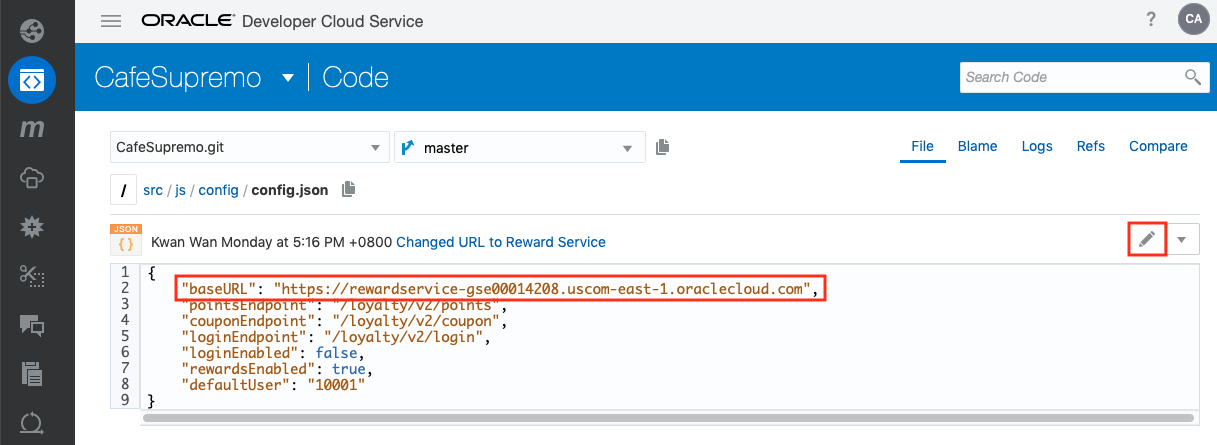 ORACLE® Developer Cloud Service
?
CA
CafeSupremo
Code
Search Code
m
CafeSupremo.git
master
File
Blame
Logs
Refs
Compare
/ src / js / config / config.json
JSON
{ }
Kwan Wan Monday at 5:16 PM +0800 Changed URL to Reward Service
1 {
2 "baseURL": "https://rewardservice-gse00014208.uscom-east-1.oraclecloud.com",
3 "pointsEndpoint": "/loyalty/v2/points",
4 "couponEndpoint": "/loyalty/v2/coupon",
5 "loginEndpoint": "/loyalty/v2/login",
6 "loginEnabled": false,
7 "rewardsEnabled": true,
8 "defaultUser": "10001"
9 }